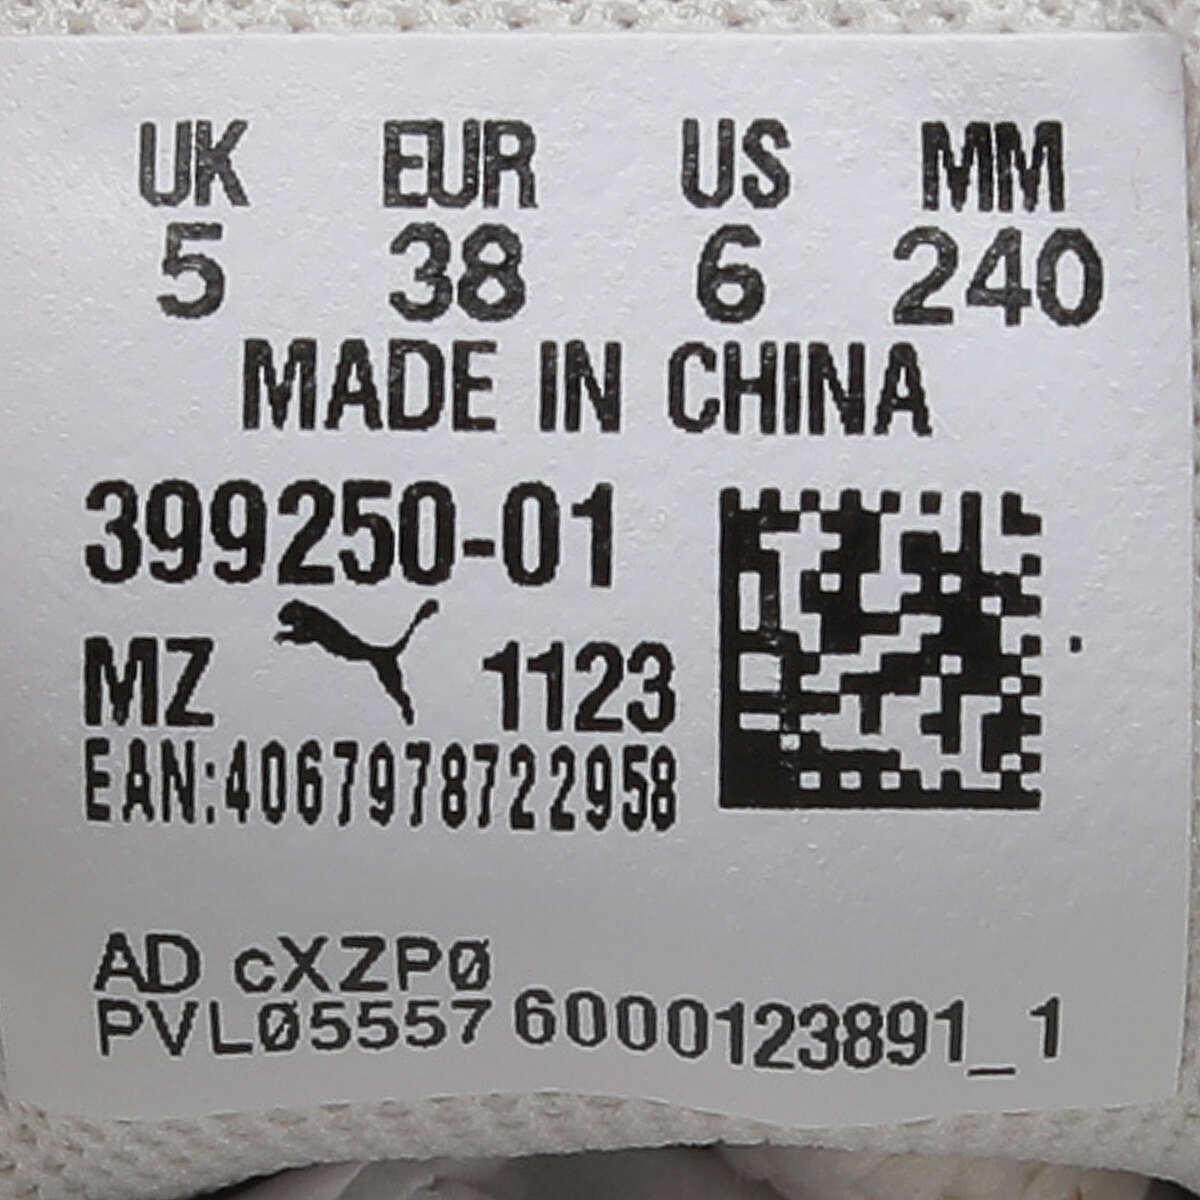 UK EUR US MM
5 38 6 240
MADE IN CHINA
399250-01
MZ 1123
EAN:4067978722958
AD cXZPØ
PVLØ5557 6000123891_1